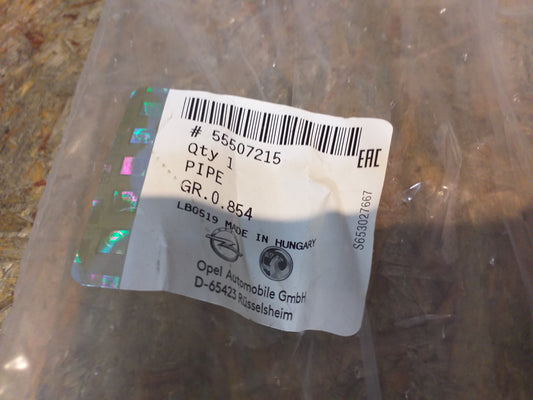 # 55507215
Qty 1
PIPE
GR.0.854
LB0519 MADE IN HUNGARY
Opel Automobile GmbH
D-65423 Rüsselsheim
EAC
S653027667